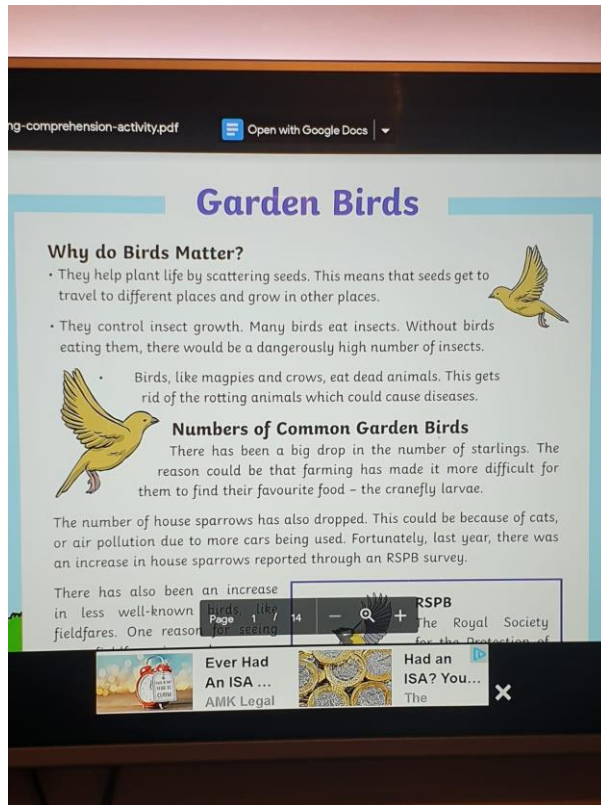 ng-comprehension-activity.pdf
Open with Google Docs
Garden Birds
Why do Birds Matter?
• They help plant life by scattering seeds. This means that seeds get to
travel to different places and grow in other places.
• They control insect growth. Many birds eat insects. Without birds
eating them, there would be a dangerously high number of insects.
• Birds, like magpies and crows, eat dead animals. This gets
rid of the rotting animals which could cause diseases.
Numbers of Common Garden Birds
There has been a big drop in the number of starlings. The
reason could be that farming has made it more difficult for
them to find their favourite food – the cranefly larvae.
The number of house sparrows has also dropped. This could be because of cats,
or air pollution due to more cars being used. Fortunately, last year, there was
an increase in house sparrows reported through an RSPB survey.
There has also been an increase
in less well-known birds, like
fieldfares. One reason for seeing
Page 1 / 14
RSPB
The Royal Society
for the Protection of
Ever Had
An ISA ...
AMK Legal
Had an
ISA? You...
The